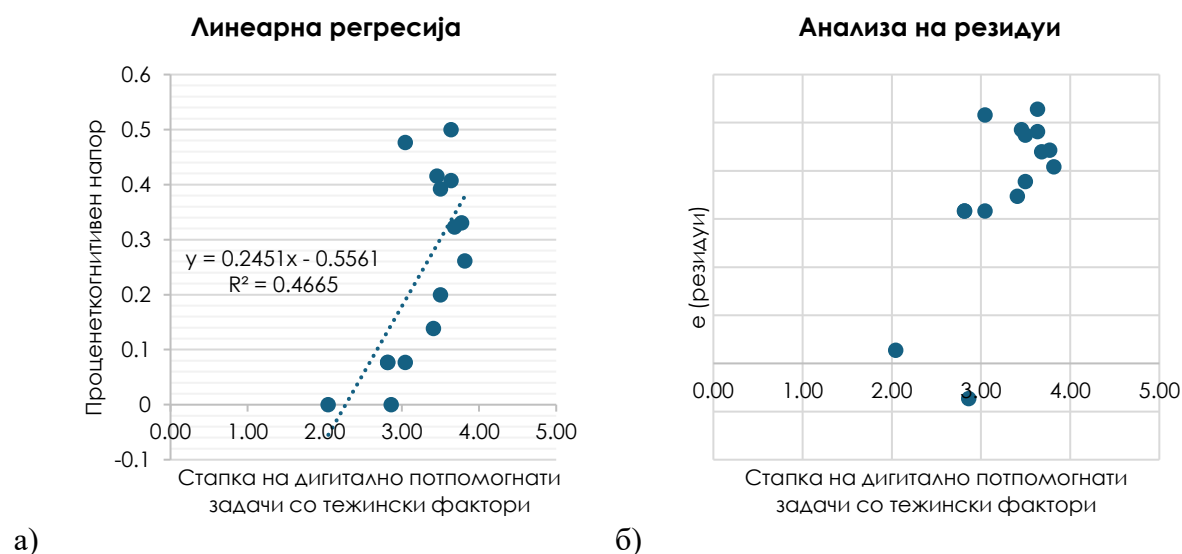 Линеарна регресија
0.6
0.5
0.4
0.3
0.2
0.1
0
-0.1
Проценеткогнитивен напор
y = 0.2451x - 0.5561
R² = 0.4665
0.00 1.00 2.00 3.00 4.00 5.00
Стапка на дигитално потпомогнати
задачи со тежински фактори
а)
Анализа на резидуи
е (резидуи)
0.00 1.00 2.00 3.00 4.00 5.00
Стапка на дигитално потпомогнати
задачи со тежински фактори
б)